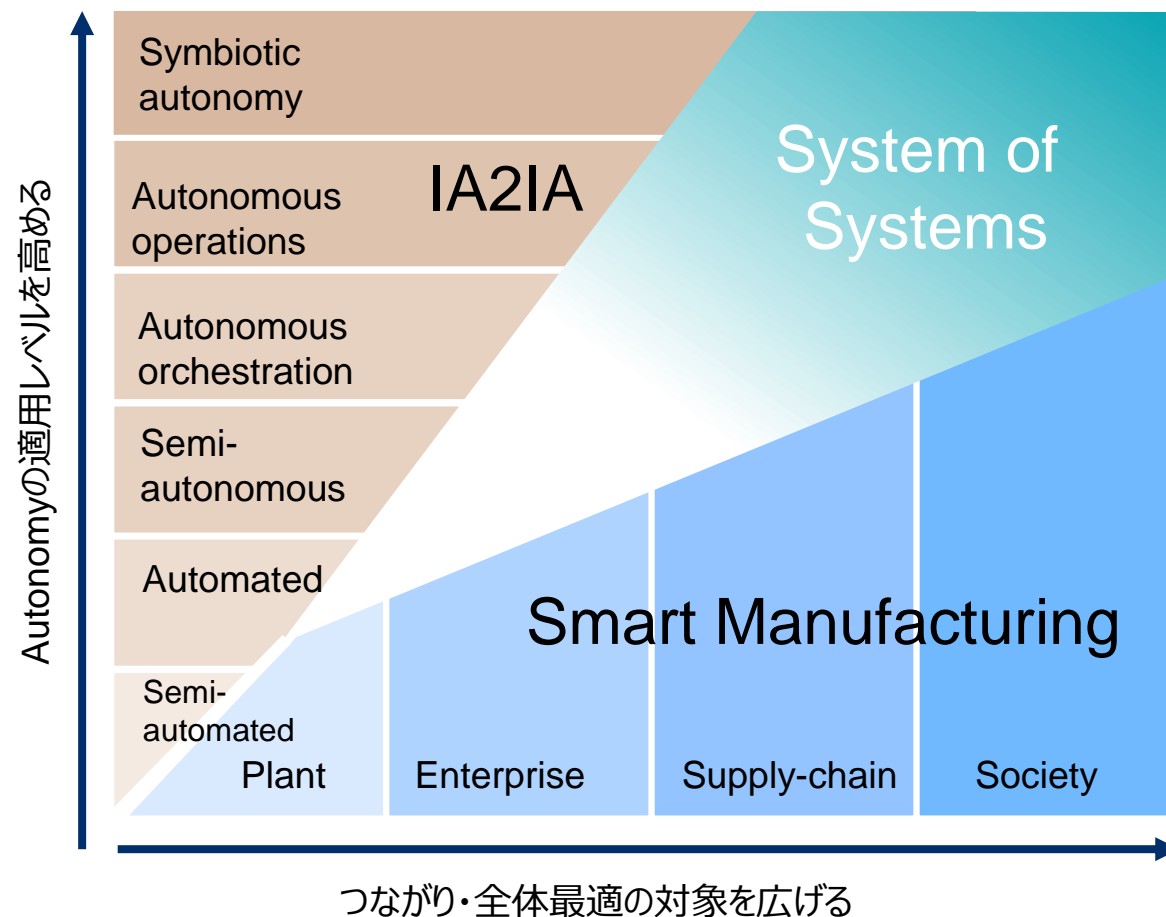 Autonomyの適用レベルを高める
Symbiotic
autonomy
Autonomous
operations
Autonomous
orchestration
Semi-
autonomous
Automated
Semi-
automated
IA2IA
System of
Systems
Smart Manufacturing
Plant
Enterprise
Supply-chain
Society
つながり・全体最適の対象を広げる